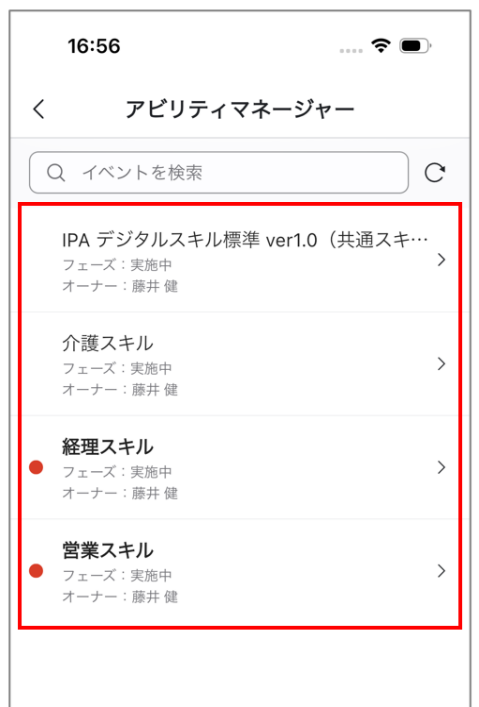 16:56
アビリティマネージャー
イベントを検索
IPA デジタルスキル標準 ver1.0（共通スキ…
フェーズ：実施中
オーナー：藤井 健
介護スキル
フェーズ：実施中
オーナー：藤井 健
経理スキル
フェーズ：実施中
オーナー：藤井 健
営業スキル
フェーズ：実施中
オーナー：藤井 健